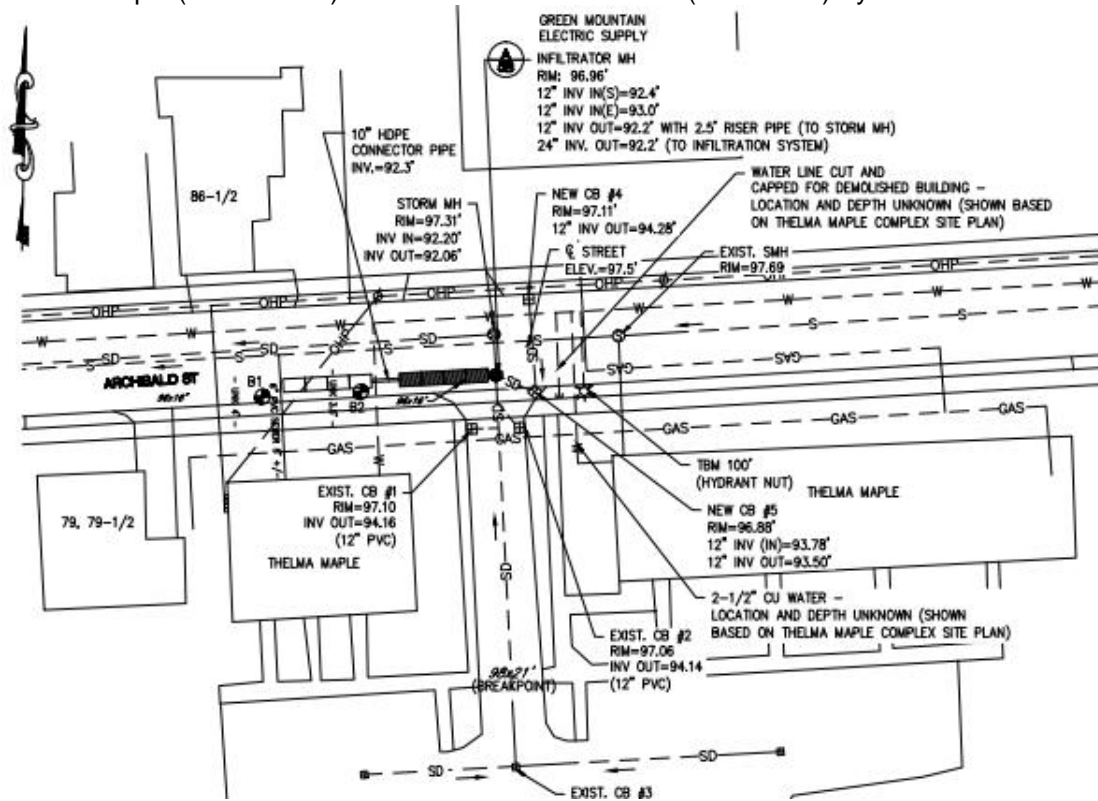 GREEN MOUNTAIN
ELECTRIC SUPPLY
INFILTRATOR MH
RIM: 96.96'
12" INV IN(S)=92.4'
12" INV IN(E)=93.0'
12" INV OUT=92.2' WITH 2.5' RISER PIPE (TO STORM MH)
24" INV. OUT=92.2' (TO INFILTRATION SYSTEM)
10" HDPE
CONNECTOR PIPE
INV.=92.3'
WATER LINE CUT AND
CAPPED FOR DEMOLISHED BUILDING -
LOCATION AND DEPTH UNKNOWN (SHOWN BASED
ON THELMA MAPLE COMPLEX SITE PLAN)
86-1/2
STORM MH
RIM=97.31'
INV IN=92.20'
INV OUT=92.06'
NEW CB #4
RIM=97.11'
12" INV OUT=94.28'
℄ STREET
ELEV.=97.5'
EXIST. SMH
RIM=97.69
OHP
OHP
OHP
OHP
W
W
W
W
W
S
S
S
S
S
SD
SD
SD
SD
GAS
GAS
ARCHIBALD ST
B1
B2
GAS
GAS
GAS
GAS
GAS
W
TBM 100'
(HYDRANT NUT)
THELMA MAPLE
EXIST. CB #1
RIM=97.10
INV OUT=94.16
(12" PVC)
THELMA MAPLE
79, 79-1/2
NEW CB #5
RIM=96.88'
12" INV (IN)=93.78'
12" INV OUT=93.50'
2-1/2" CU WATER -
LOCATION AND DEPTH UNKNOWN (SHOWN
BASED ON THELMA MAPLE COMPLEX SITE PLAN)
EXIST. CB #2
RIM=97.06
INV OUT=94.14
(12" PVC)
SD
(BREAKPOINT)
SD
SD
EXIST. CB #3